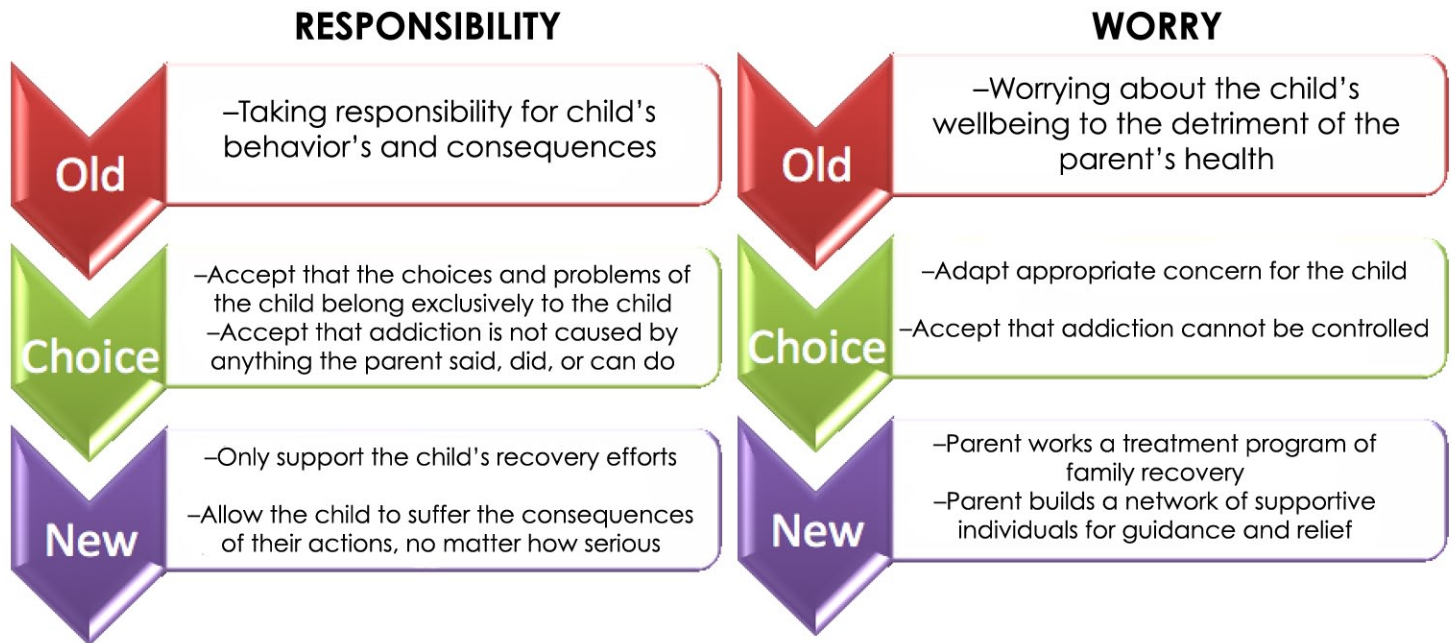 RESPONSIBILITY
Old
–Taking responsibility for child's
behavior's and consequences
Choice
–Accept that the choices and problems of
the child belong exclusively to the child
–Accept that addiction is not caused by
anything the parent said, did, or can do
New
–Only support the child's recovery efforts
–Allow the child to suffer the consequences
of their actions, no matter how serious
WORRY
Old
–Worrying about the child's
wellbeing to the detriment of the
parent's health
Choice
–Adapt appropriate concern for the child
–Accept that addiction cannot be controlled
New
–Parent works a treatment program of
family recovery
–Parent builds a network of supportive
individuals for guidance and relief